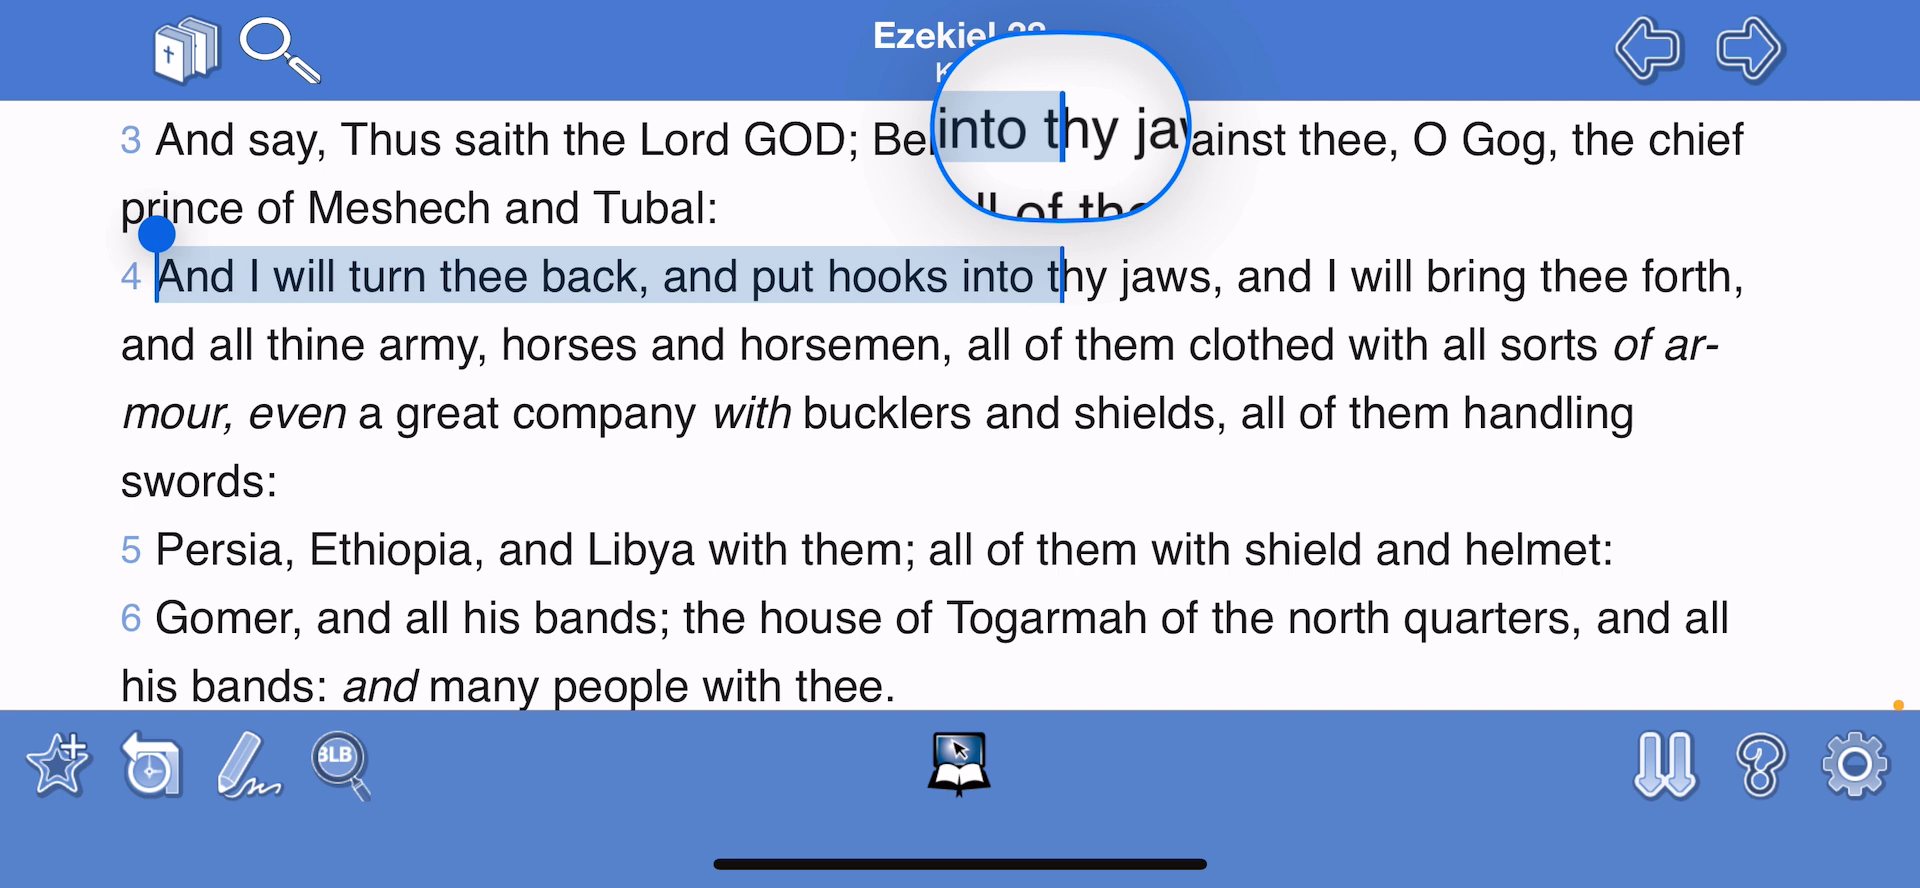 Ezekiel
into thy
3 And say, Thus saith the Lord GOD; ainst thee, O Gog, the chief
prince of Meshech and Tubal:
4 And I will turn thee back, and put hooks into thy jaws, and I will bring thee forth,
and all thine army, horses and horsemen, all of them clothed with all sorts of ar-
mour, even a great company with bucklers and shields, all of them handling
swords:
5 Persia, Ethiopia, and Libya with them; all of them with shield and helmet:
6 Gomer, and all his bands; the house of Togarmah of the north quarters, and all
his bands: and many people with thee.
BLB